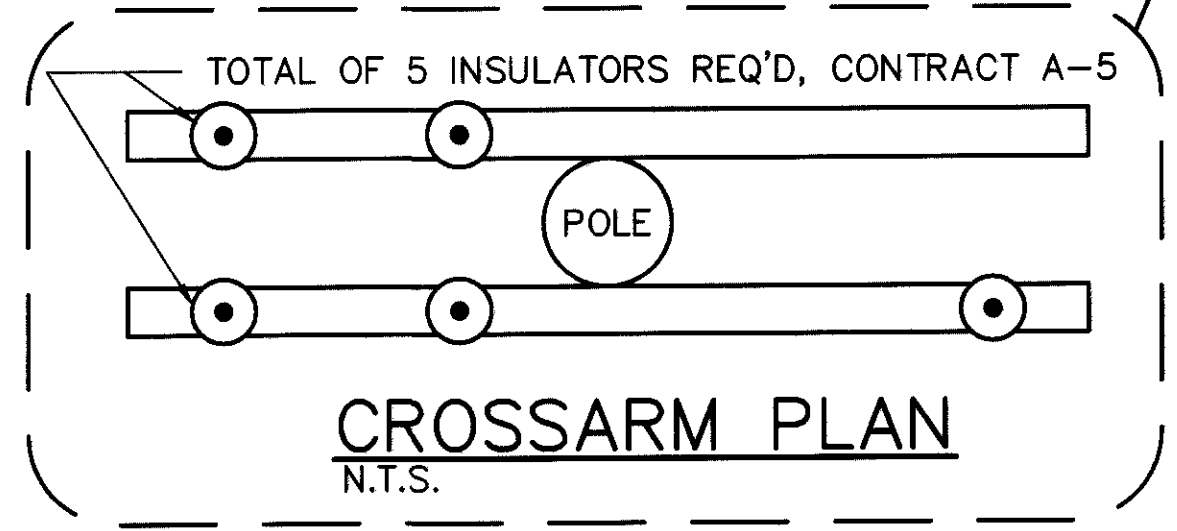 TOTAL OF 5 INSULATORS REQ'D, CONTRACT A-5
POLE
CROSSARM PLAN
N.T.S.